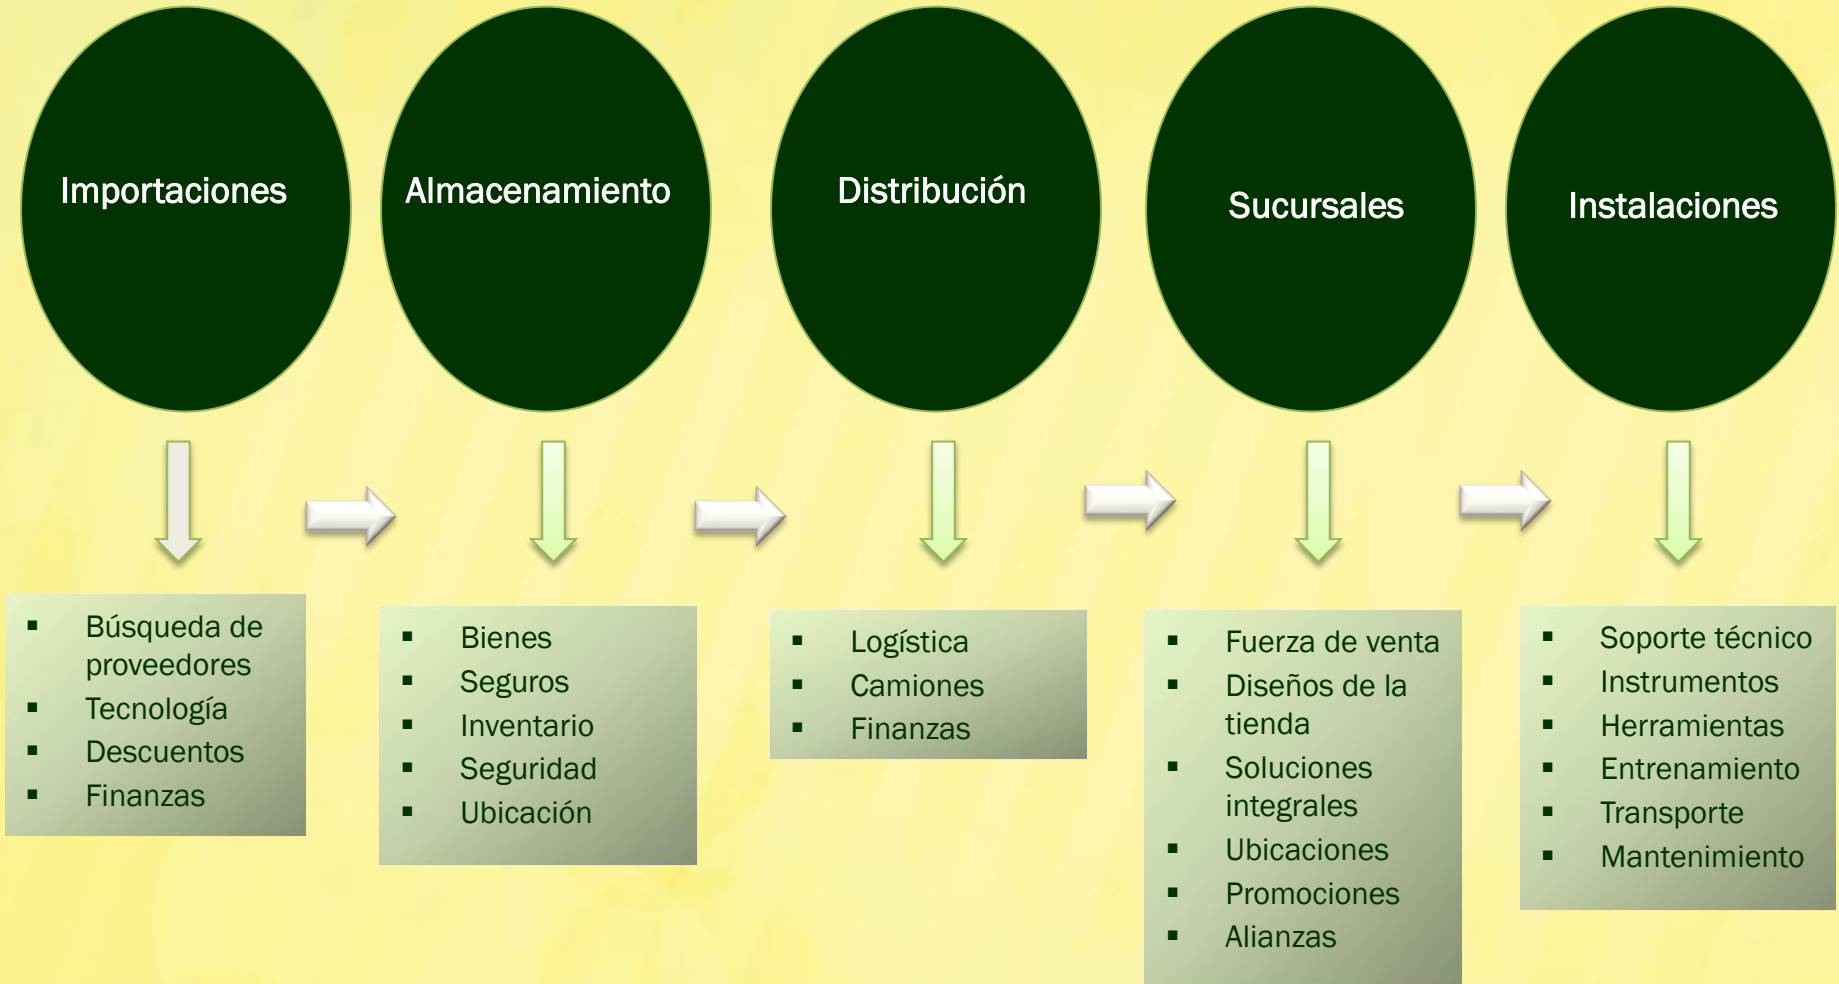 Importaciones
Almacenamiento
Distribución
Sucursales
Instalaciones
▪ Búsqueda de
proveedores
▪ Tecnología
▪ Descuentos
▪ Finanzas
▪ Bienes
▪ Seguros
▪ Inventario
▪ Seguridad
▪ Ubicación
▪ Logística
▪ Camiones
▪ Finanzas
▪ Fuerza de venta
▪ Diseños de la
tienda
▪ Soluciones
integrales
▪ Ubicaciones
▪ Promociones
▪ Alianzas
▪ Soporte técnico
▪ Instrumentos
▪ Herramientas
▪ Entrenamiento
▪ Transporte
▪ Mantenimiento